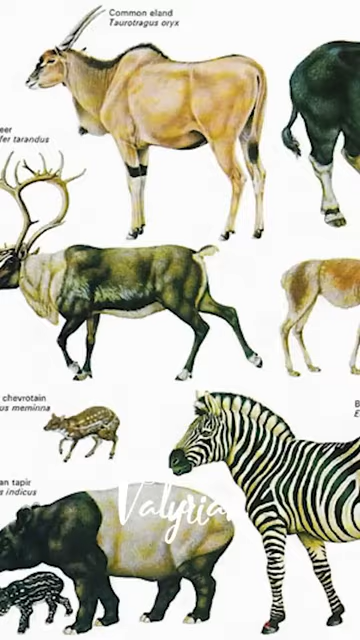 Common eland
Taurotragus oryx
eer
fer tarandus
chevrotain
us meminna
B
E
an tapir
s indicus
Valyria